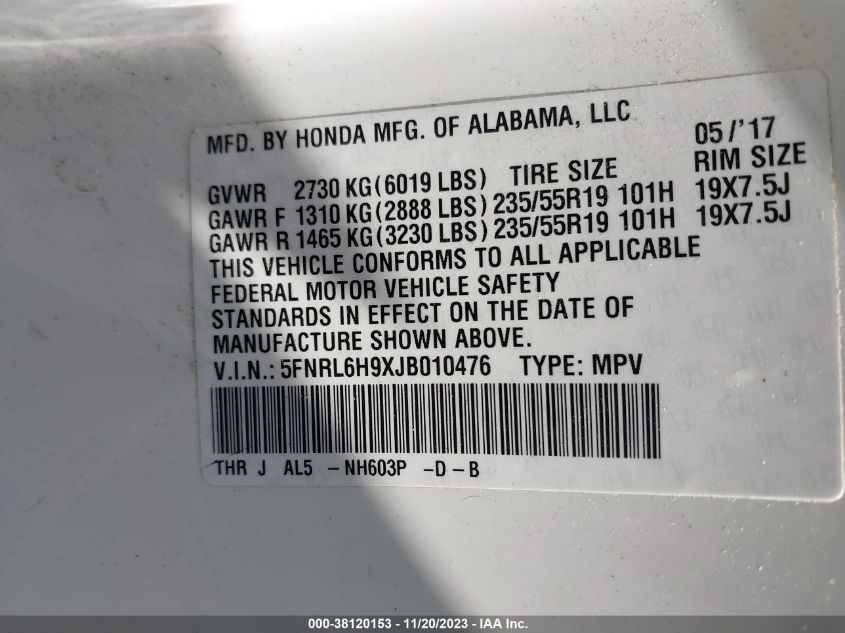 MFD. BY HONDA MFG. OF ALABAMA, LLC 05/'17
GVWR 2730 KG(6019 LBS) TIRE SIZE RIM SIZE
GAWR F 1310 KG(2888 LBS) 235/55R19 101H 19X7.5J
GAWR R 1465 KG(3230 LBS) 235/55R19 101H 19X7.5J
THIS VEHICLE CONFORMS TO ALL APPLICABLE
FEDERAL MOTOR VEHICLE SAFETY
STANDARDS IN EFFECT ON THE DATE OF
MANUFACTURE SHOWN ABOVE.
V.I.N.: 5FNRL6H9XJB010476 TYPE: MPV
THR J AL5 -NH603P -D-B
000-38120153 - 11/20/2023 - IAA Inc.